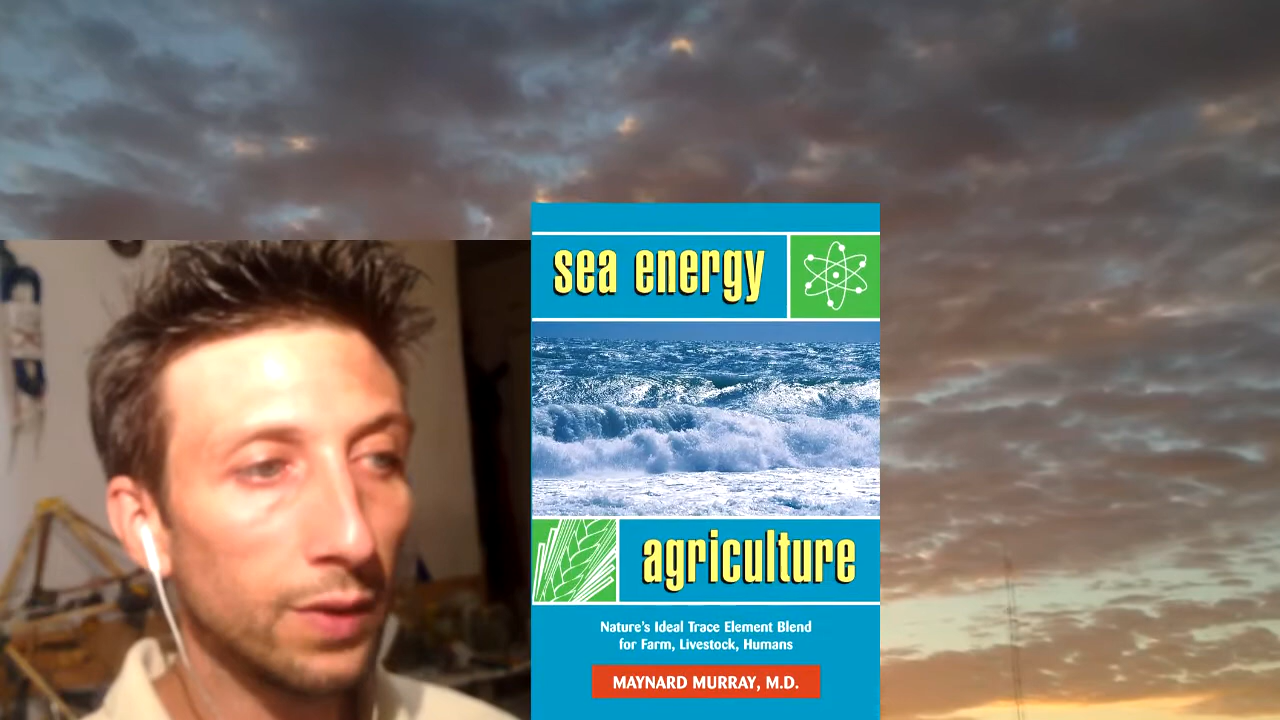 sea energy
agriculture
Nature's Ideal Trace Element Blend
for Farm, Livestock, Humans
MAYNARD MURRAY, M.D.